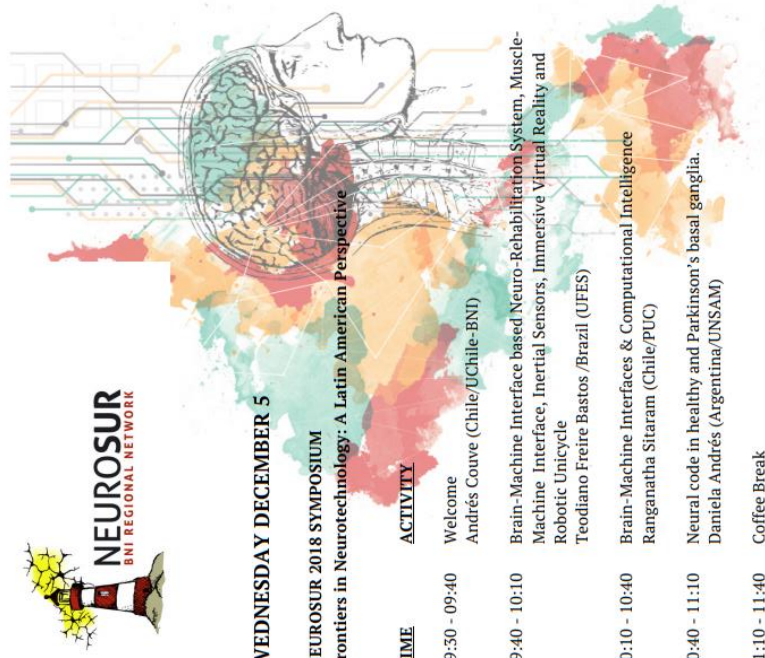 NEUROSUR
BNI REGIONAL NETWORK
WEDNESDAY DECEMBER 5
EUROSUR 2018 SYMPOSIUM
rontiers in Neurotechnology: A Latin American Perspective
IME ACTIVITY
9:30 - 09:40 Welcome
Andrés Couve (Chile/UChile-BNI)
9:40 - 10:10 Brain-Machine Interface based Neuro-Rehabilitation System, Muscle-
Machine Interface, Inertial Sensors, Immersive Virtual Reality and
Robotic Unicycle
Teodiano Freire Bastos /Brazil (UFES)
0:10 - 10:40 Brain-Machine Interfaces & Computational Intelligence
Ranganatha Sitaram (Chile/PUC)
0:40 - 11:10 Neural code in healthy and Parkinson's basal ganglia.
Daniela Andrés (Argentina/UNSAM)
1:10 - 11:40 Coffee Break